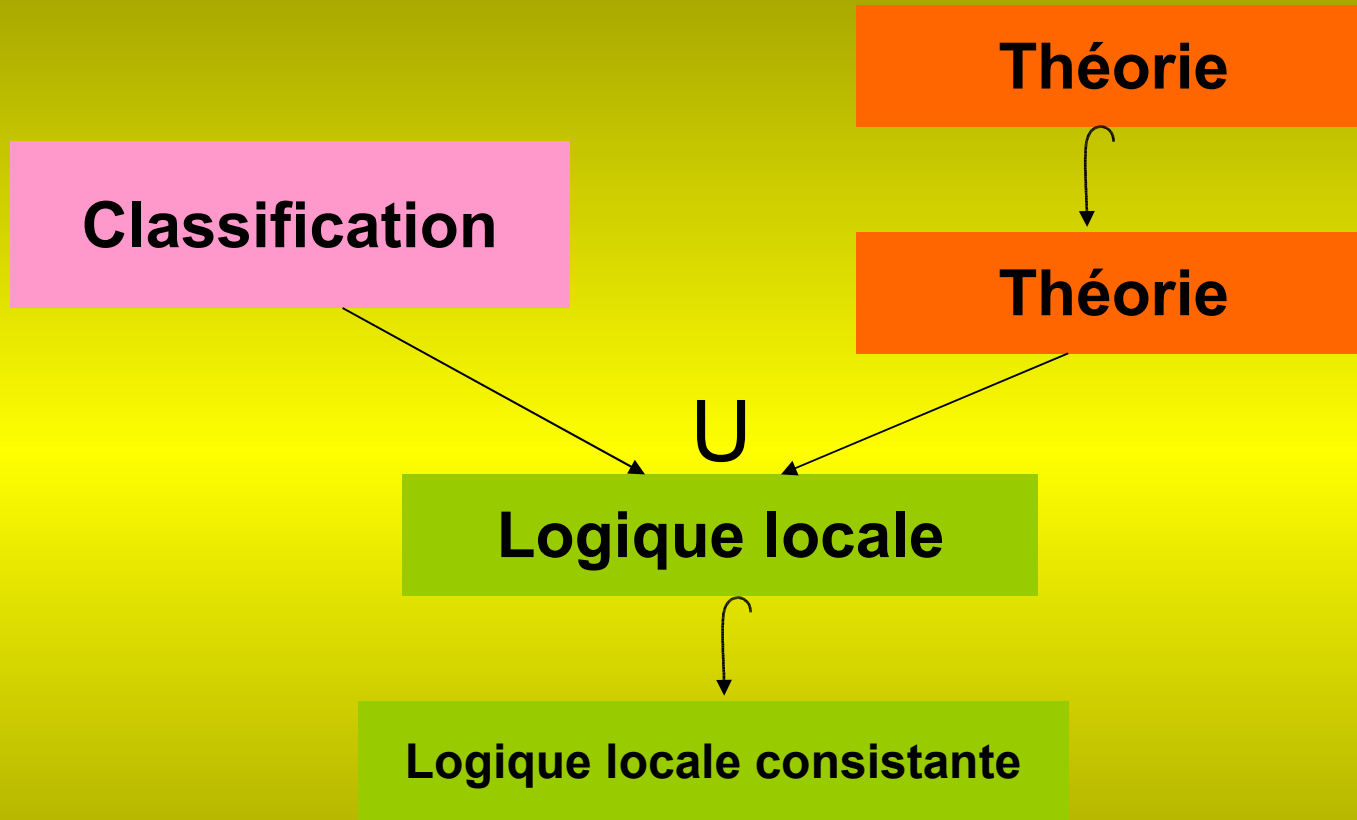 Théorie
Classification
Théorie
U
Logique locale
Logique locale consistante